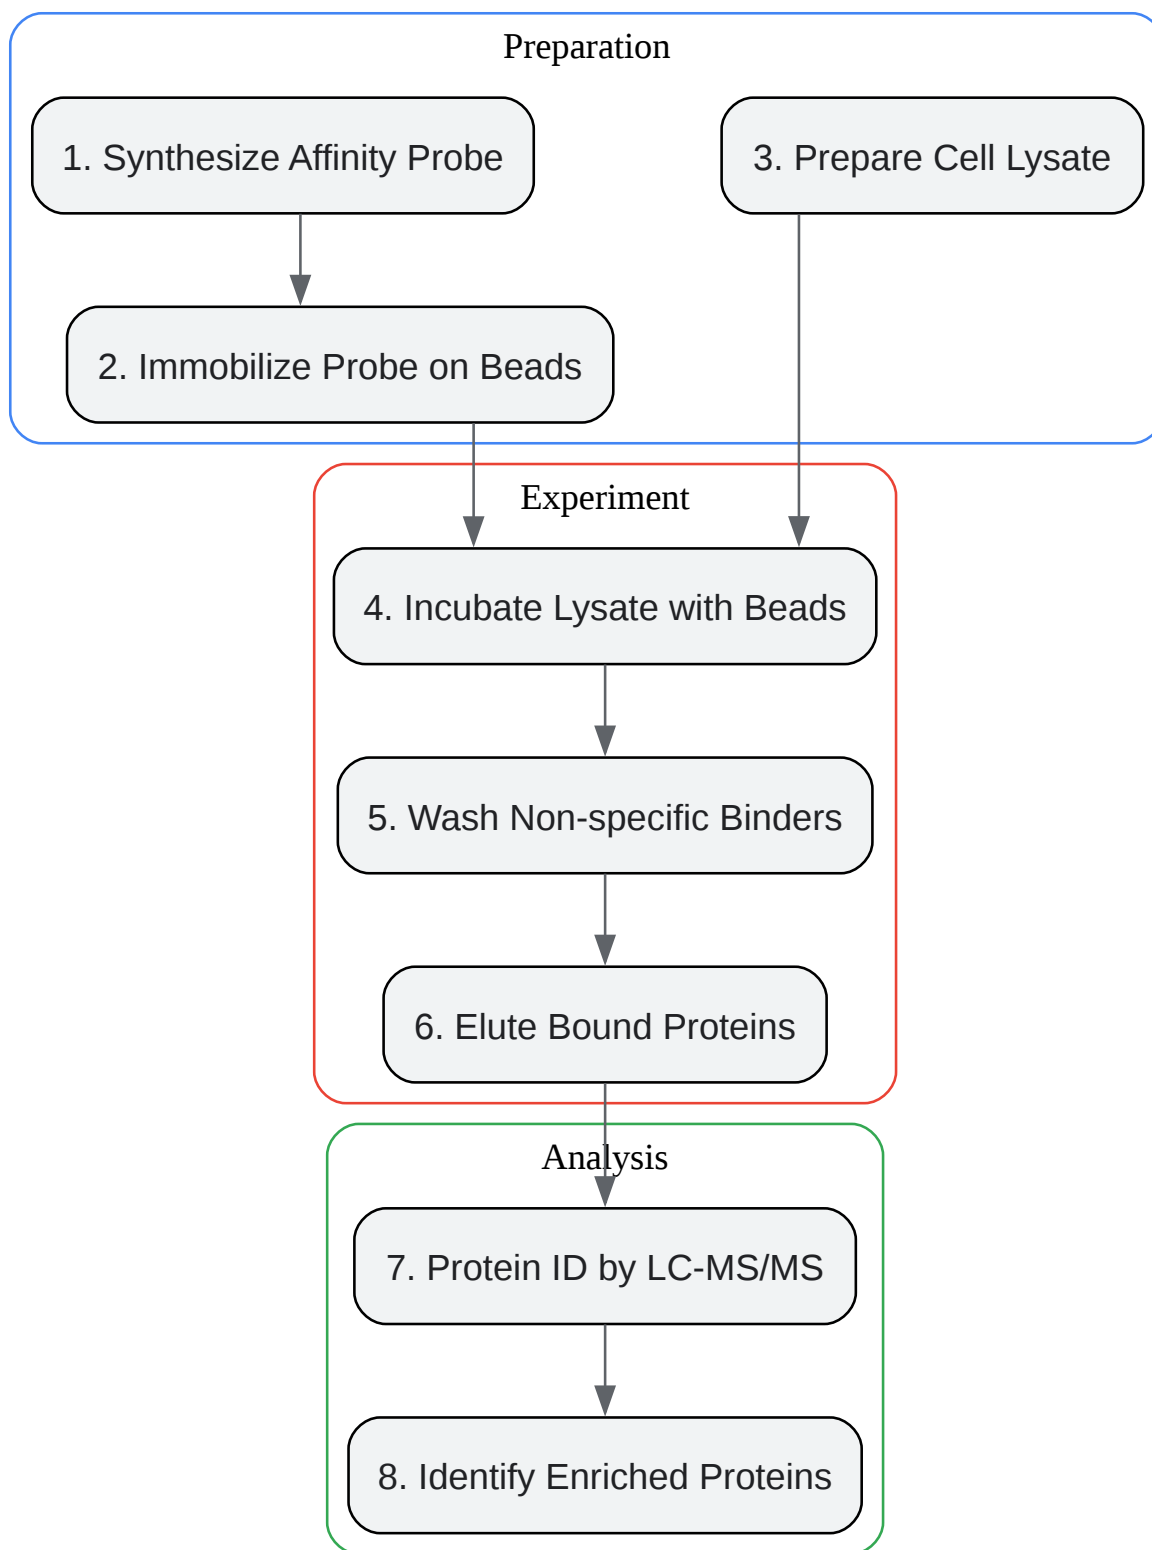 Preparation
1. Synthesize Affinity Probe
3. Prepare Cell Lysate
2. Immobilize Probe on Beads
Experiment
4. Incubate Lysate with Beads
5. Wash Non-specific Binders
6. Elute Bound Proteins
Analysis
7. Protein ID by LC-MS/MS
8. Identify Enriched Proteins